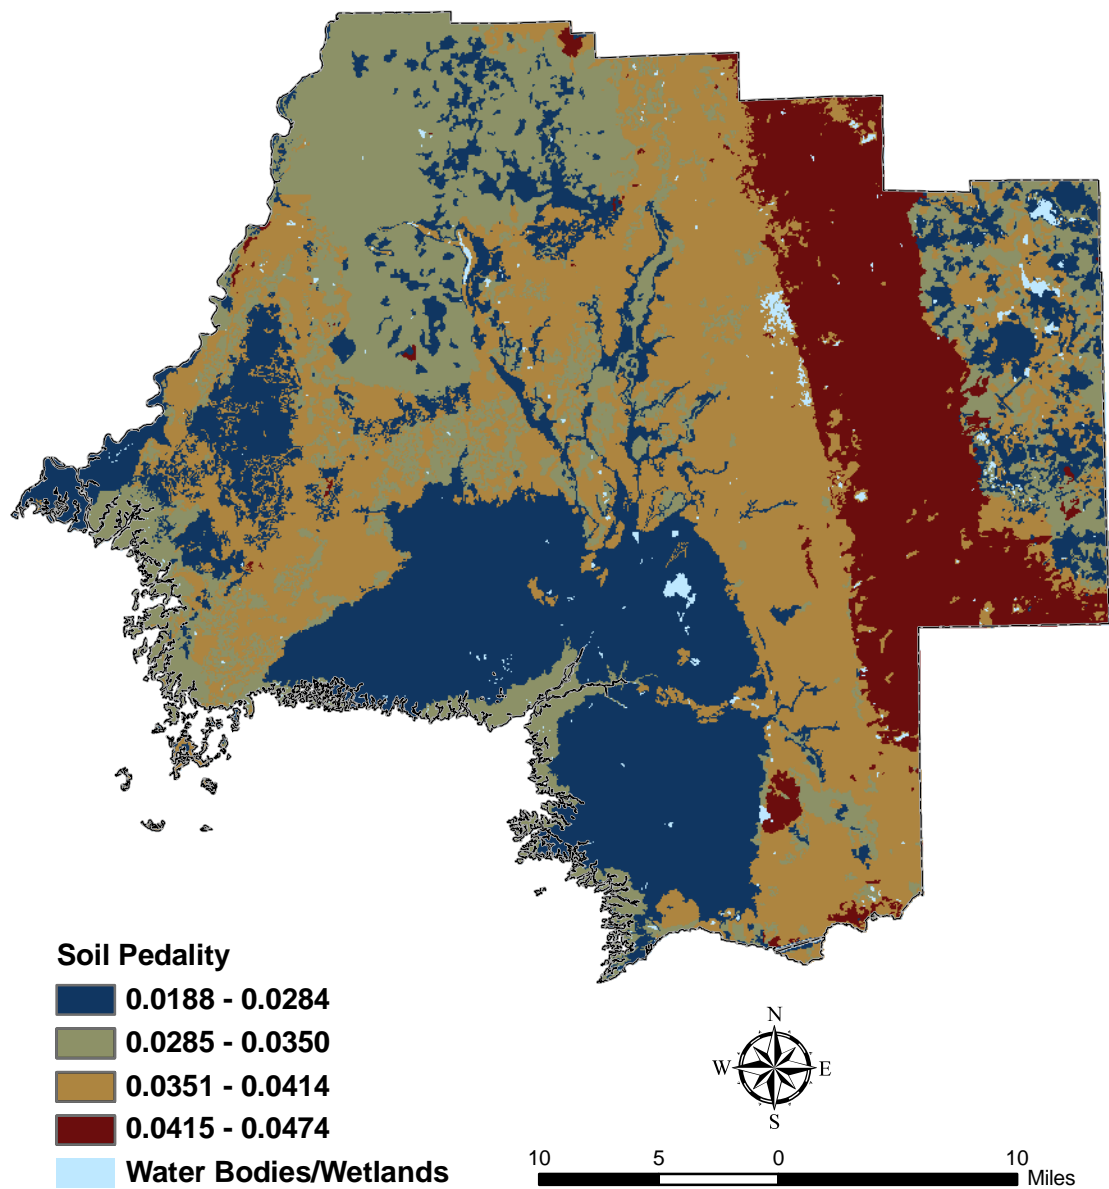 Soil Pedality
0.0188 - 0.0284
0.0285 - 0.0350
0.0351 - 0.0414
0.0415 - 0.0474
Water Bodies/Wetlands
N
W E
S
10 5 0 10
Miles